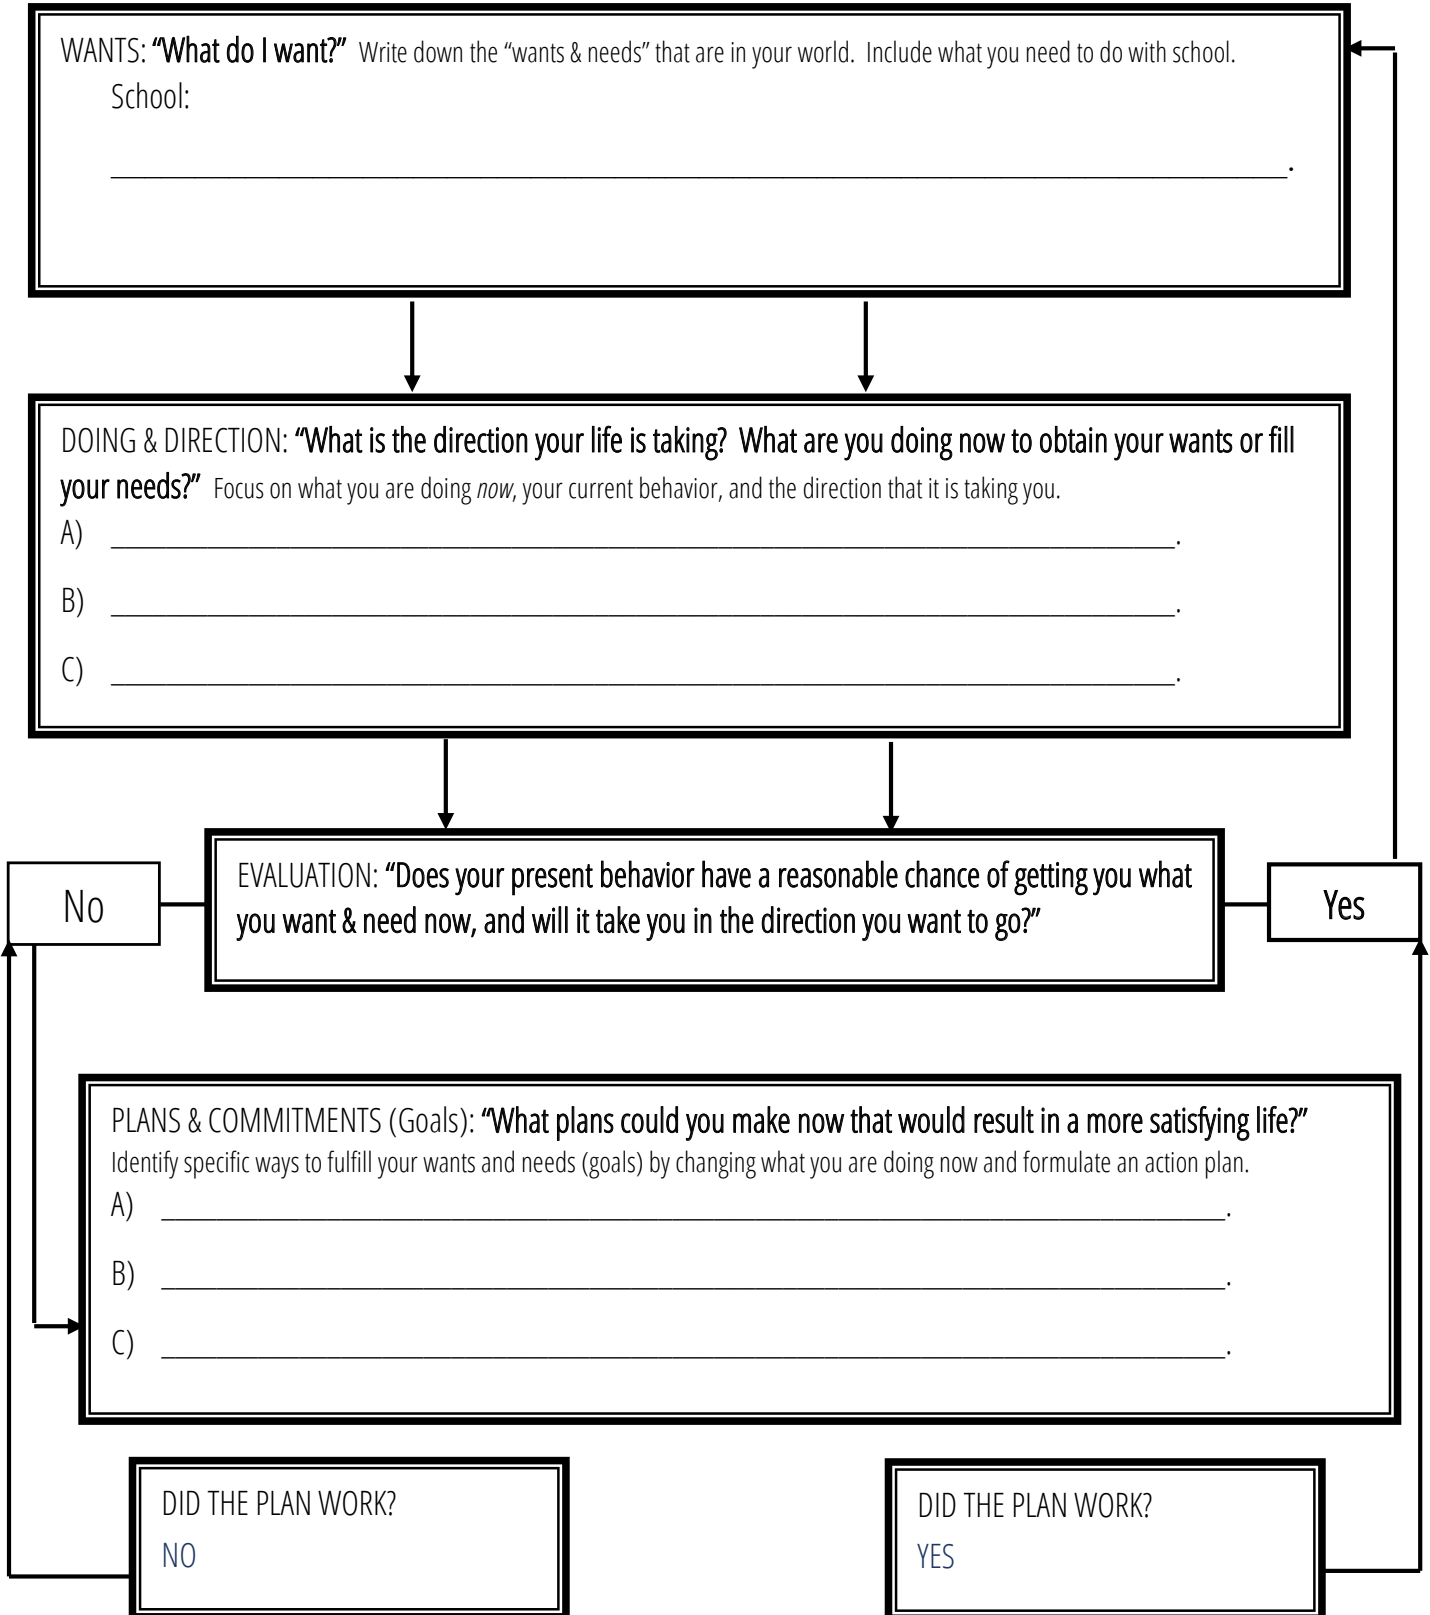 WANTS: “What do I want?” Write down the “wants & needs” that are in your world. Include what you need to do with school.
School:
______________________________________________________________________.
DOING & DIRECTION: “What is the direction your life is taking? What are you doing now to obtain your wants or fill
your needs?” Focus on what you are doing now, your current behavior, and the direction that it is taking you.
A) ______________________________________________________________________.
B) ______________________________________________________________________.
C) ______________________________________________________________________.
EVALUATION: “Does your present behavior have a reasonable chance of getting you what
you want & need now, and will it take you in the direction you want to go?”
No
Yes
PLANS & COMMITMENTS (Goals): “What plans could you make now that would result in a more satisfying life?”
Identify specific ways to fulfill your wants and needs (goals) by changing what you are doing now and formulate an action plan.
A) ______________________________________________________________________.
B) ______________________________________________________________________.
C) ______________________________________________________________________.
DID THE PLAN WORK?
NO
DID THE PLAN WORK?
YES